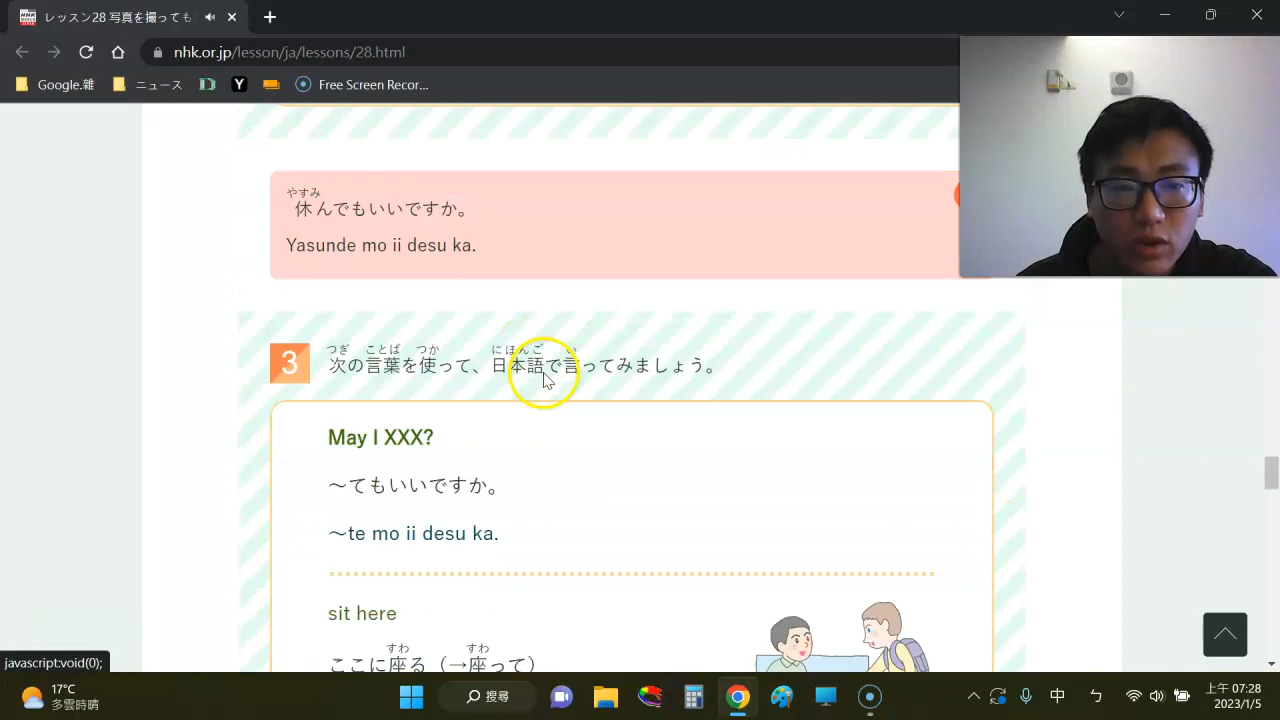 レッスン28 写真を撮っても
nhk.or.jp/lesson/ja/lessons/28.html
Google.雜
ニュース
Y
Free Screen Recor...
やすみ
休んでもいいですか。
Yasunde mo ii desu ka.
つぎ ことば つか にほんご い
3 次の言葉を使って、日本語で言ってみましょう。
May I XXX?
～てもいいですか。
～te mo ii desu ka.
sit here
すわ すわ
ここに座る（→座って）
javascript:void(0);
17°C
多雲時晴
搜尋
中
上午 07:28
2023/1/5